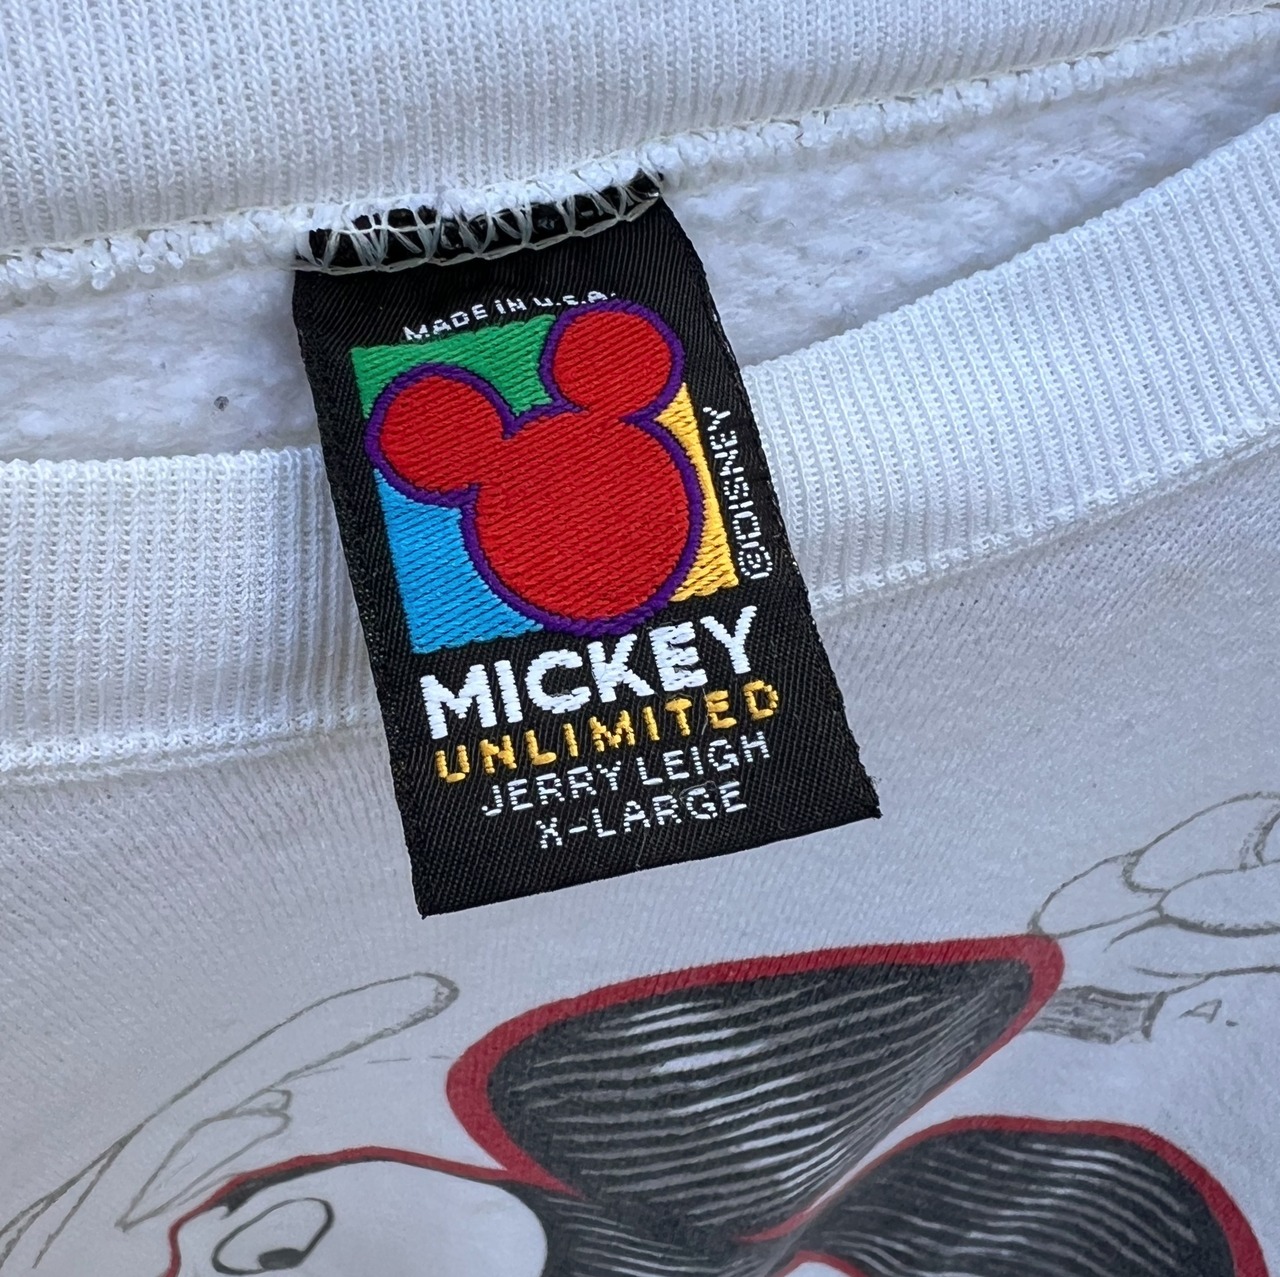 MADE IN U.S.A.
©DISNEY
MICKEY
UNLIMITED
JERRY LEIGH
X-LARGE